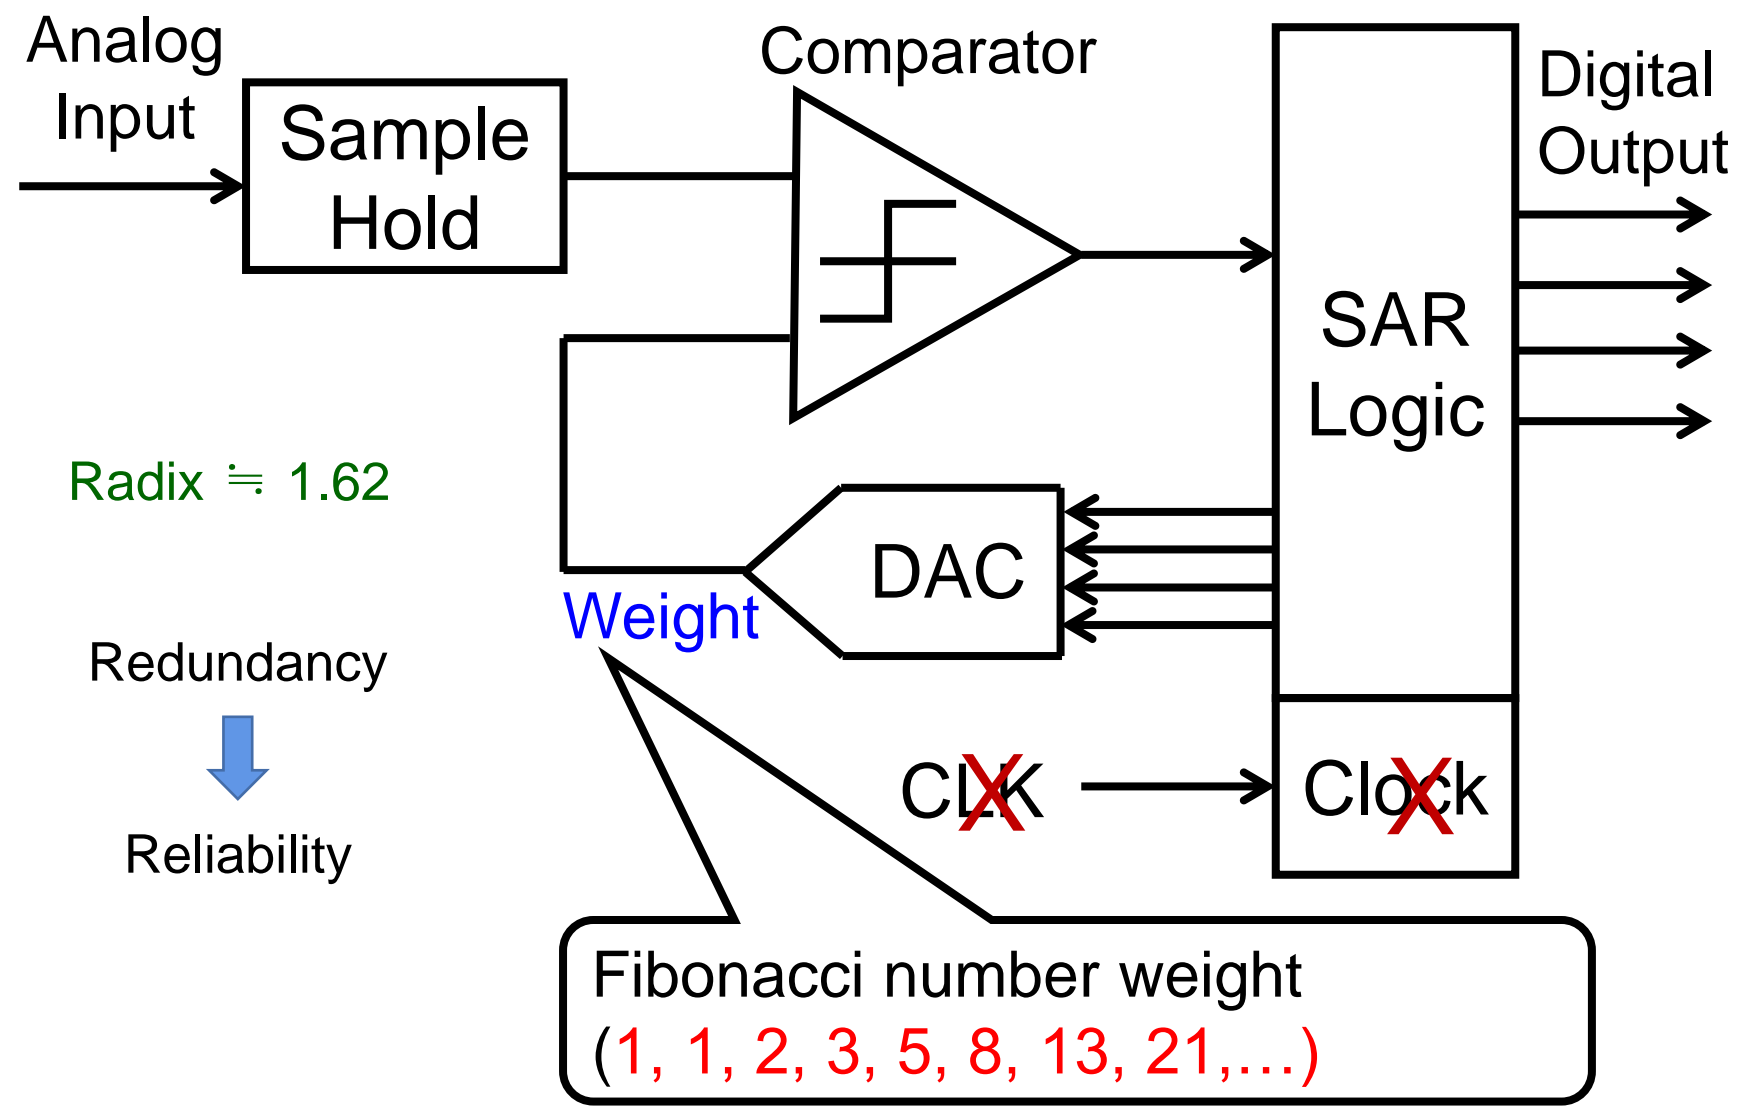 Analog
Input
Sample
Hold
Comparator
SAR
Logic
Digital
Output
Radix ≒ 1.62
DAC
Weight
Redundancy
Reliability
CLK
X
Clock
X
Fibonacci number weight
(1, 1, 2, 3, 5, 8, 13, 21,…)